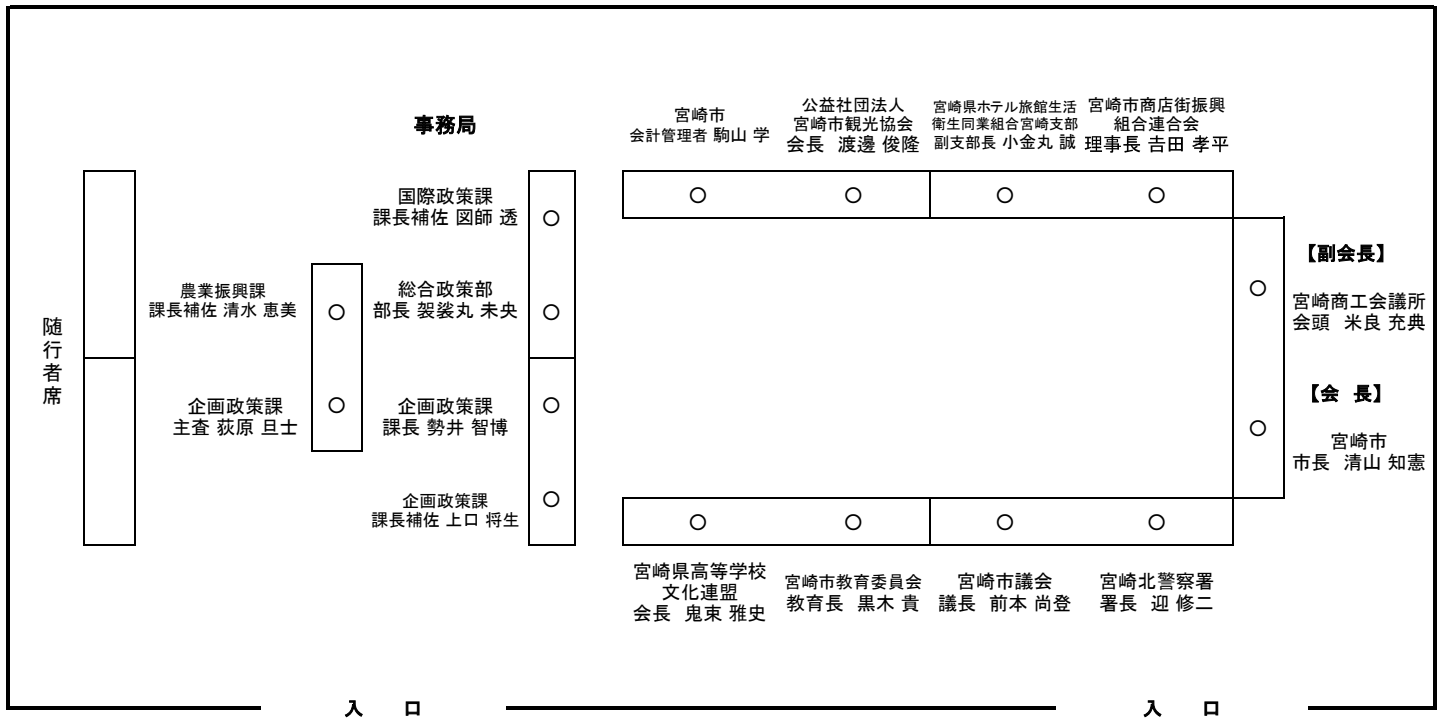 事務局
宮崎市
会計管理者 駒山 学
公益社団法人
宮崎市観光協会
会長 渡邊 俊隆
宮崎県ホテル旅館生活
衛生同業組合宮崎支部
副支部長 小金丸 誠
宮崎市商店街振興
組合連合会
理事長 𠮷田 孝平
国際政策課
課長補佐 図師 透
総合政策部
部長 袈裟丸 未央
企画政策課
課長 勢井 智博
企画政策課
課長補佐 上口 将生
農業振興課
課長補佐 清水 恵美
企画政策課
主査 荻原 旦士
随行者席
【副会長】
宮崎商工会議所
会頭 米良 充典
【会 長】
宮崎市
市長 清山 知憲
宮崎県高等学校
文化連盟
会長 鬼束 雅史
宮崎市教育委員会
教育長 黒木 貴
宮崎市議会
議長 前本 尚登
宮崎北警察署
署長 迎 修二
入 口
入 口